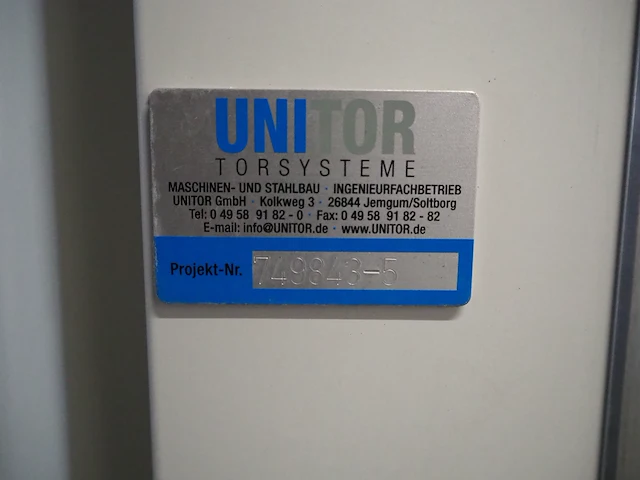 UNITOR
TORSYSTEME
MASCHINEN- UND STAHLBAU · INGENIEURFACHBETRIEB
UNITOR GmbH · Kolkweg 3 · 26844 Jemgum/Soltborg
Tel: 0 49 58 91 82 - 0 · Fax: 0 49 58 91 82 - 82
E-mail: info@UNITOR.de · www.UNITOR.de
Projekt-Nr. 749843-5